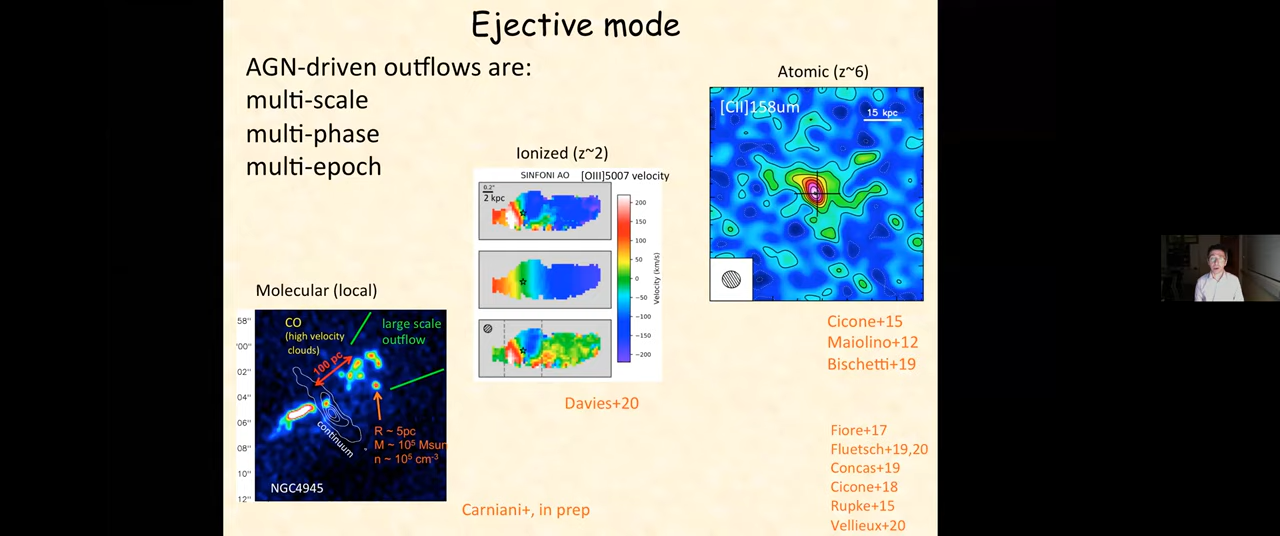 Ejective mode
AGN-driven outflows are:
multi-scale
multi-phase
multi-epoch
Molecular (local)
58"
'00"
02"
04"
06"
08"
10"
12"
CO
(high velocity
clouds)
large scale
outflow
100 pc
continuum
R ~ 5pc
M ~ 10⁵ Msun
n ~ 10⁵ cm⁻³
NGC4945
Carniani+, in prep
Ionized (z~2)
SINFONI AO [OIII]5007 velocity
0.2"
2 kpc
200
150
100
50
0
−50
−100
−150
−200
Velocity (km/s)
Davies+20
Atomic (z~6)
[CII]158um
15 kpc
Cicone+15
Maiolino+12
Bischetti+19
Fiore+17
Fluetsch+19,20
Concas+19
Cicone+18
Rupke+15
Vellieux+20